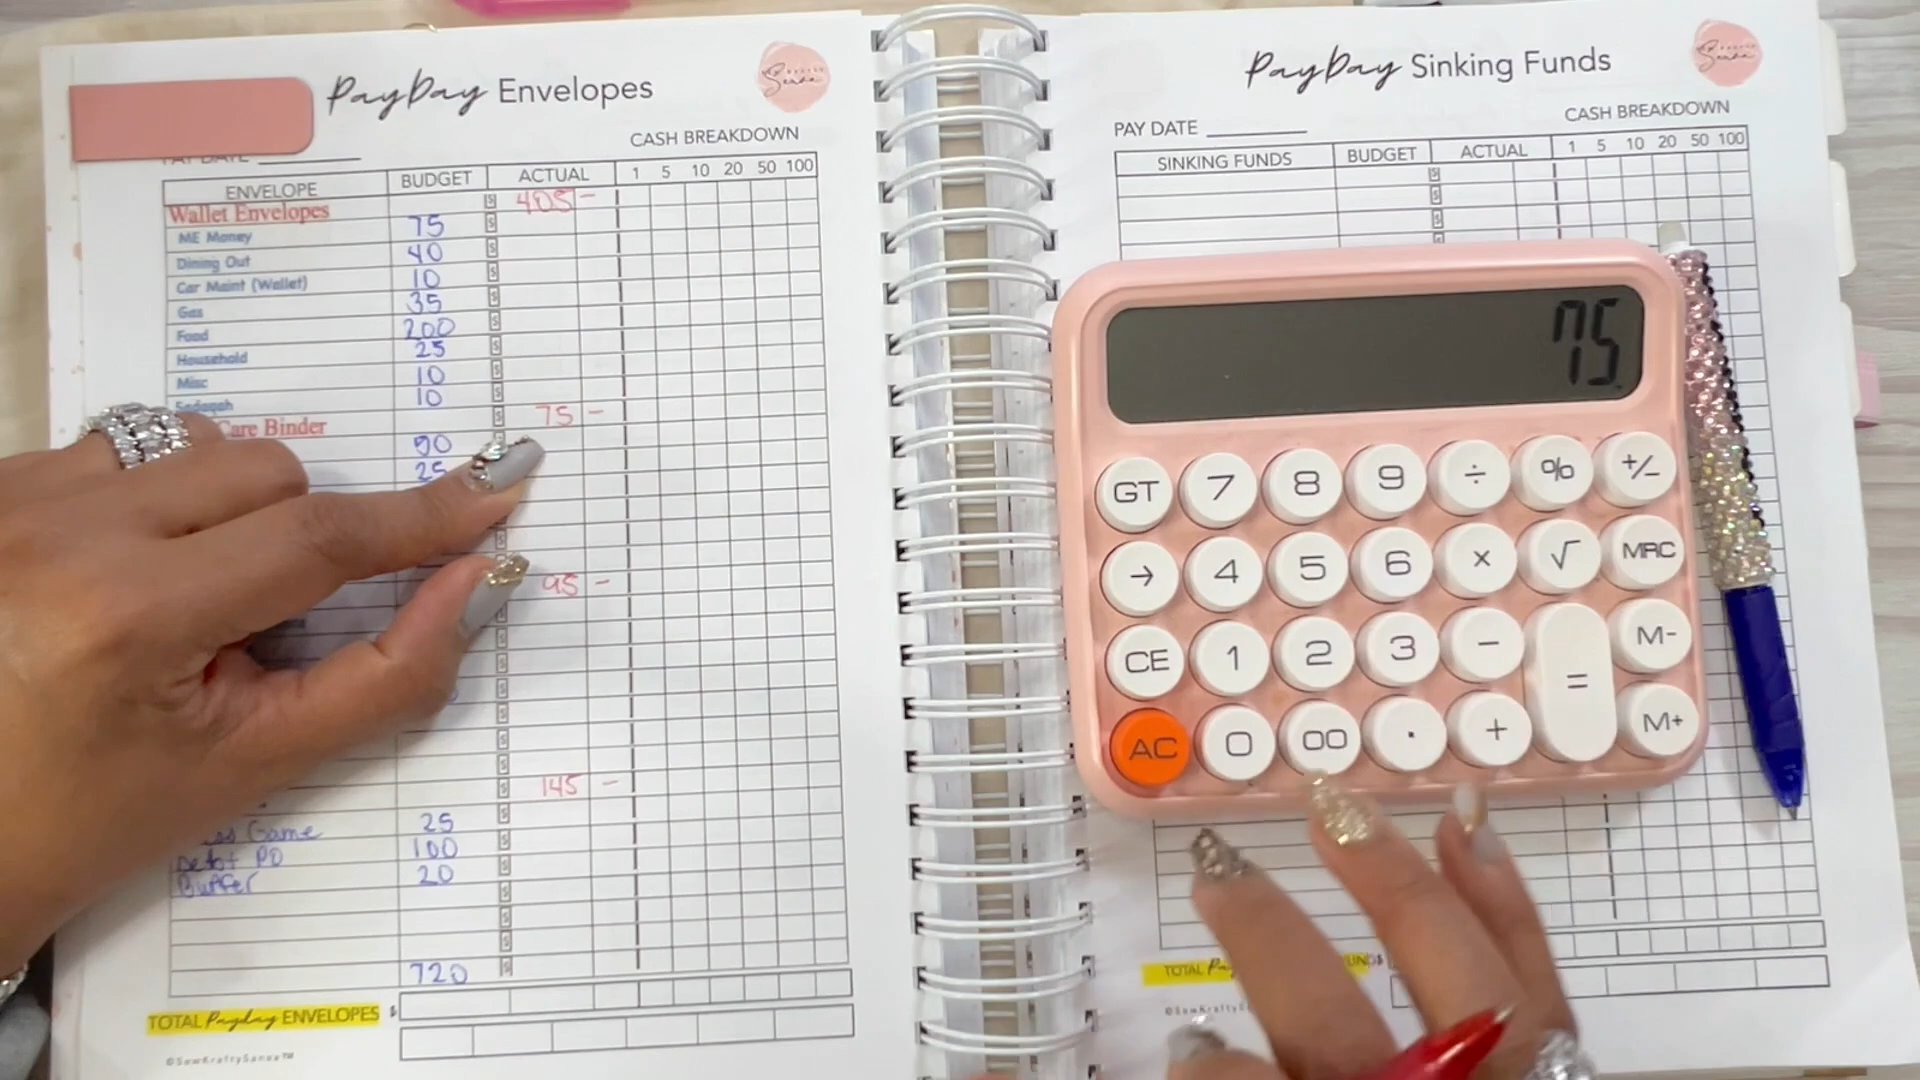 PayDay Envelopes
CASH BREAKDOWN
PAY DATE
ENVELOPE BUDGET ACTUAL 1 5 10 20 50 100
Wallet Envelopes 405 -
ME Money 75
Dining Out 40
Car Maint (Wallet) 10
Gas 35
Food 200
Household 25
Misc 10
Sadaqah 10
Care Binder 75 -
25
95 -
145 -
Game 25
100
Buffer 20
720
TOTAL Payday ENVELOPES $
©SewKraftySanaa™
PayDay Sinking Funds
CASH BREAKDOWN
PAY DATE
SINKING FUNDS BUDGET ACTUAL 1 5 10 20 50 100
75.
GT 7 8 9 ÷ % +/-
→ 4 5 6 × √ MRC
CE 1 2 3 − = M-
AC 0 00 · + M+
TOTAL